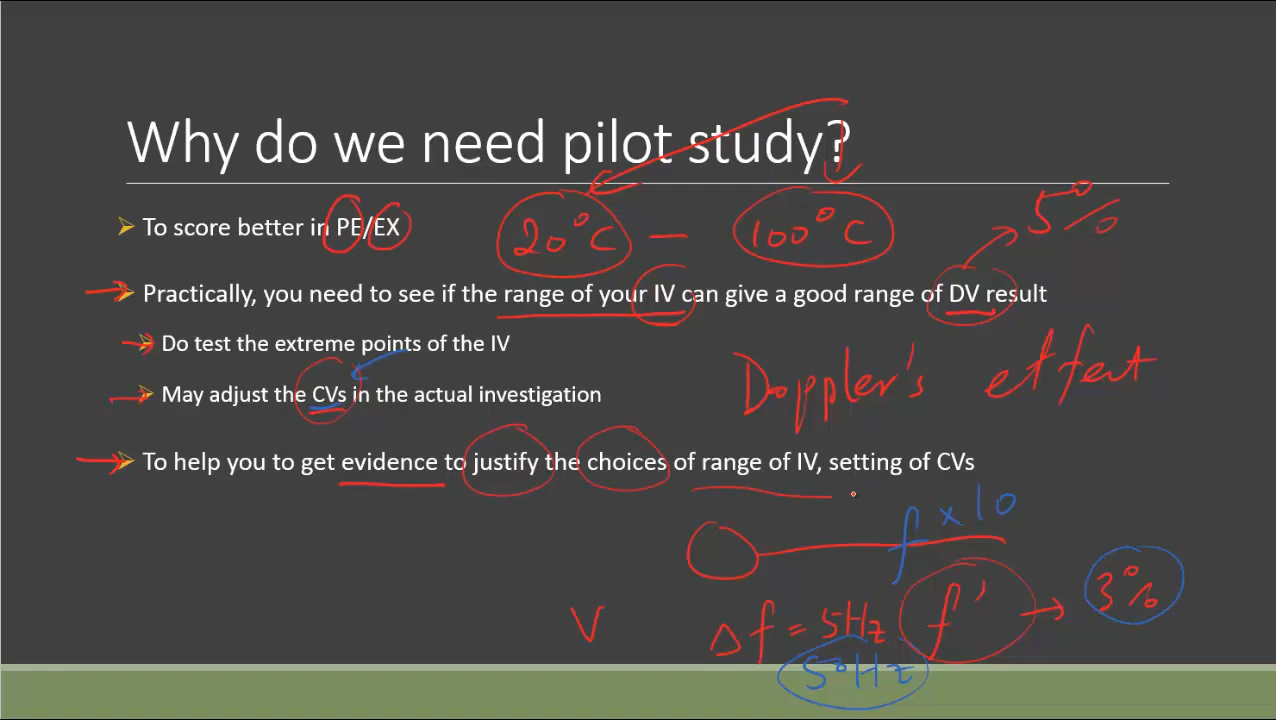 Why do we need pilot study?
To score better in PE/EX
20°C — 100°C
5%
Practically, you need to see if the range of your IV can give a good range of DV result
Do test the extreme points of the IV
Doppler's effect
May adjust the CVs in the actual investigation
To help you to get evidence to justify the choices of range of IV, setting of CVs
f × 10
V
Δf = 5Hz f' → 3%
50Hz